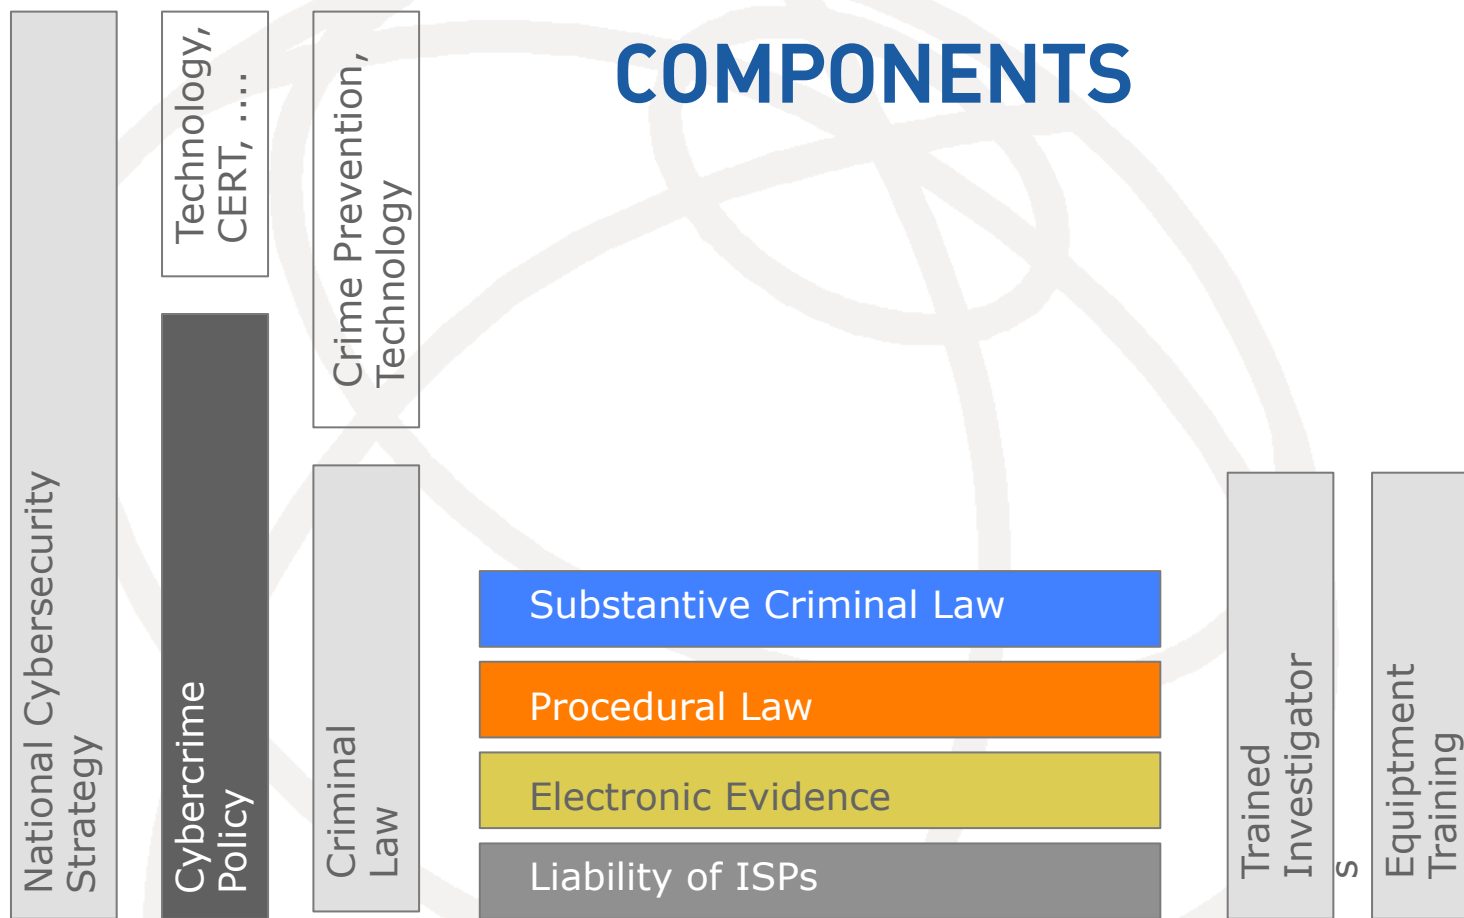 COMPONENTS
National Cybersecurity
Strategy
Technology,
CERT, ....
Cybercrime
Policy
Crime Prevention,
Technology
Criminal
Law
Substantive Criminal Law
Procedural Law
Electronic Evidence
Liability of ISPs
Trained
Investigator
s
Equiptment
Training